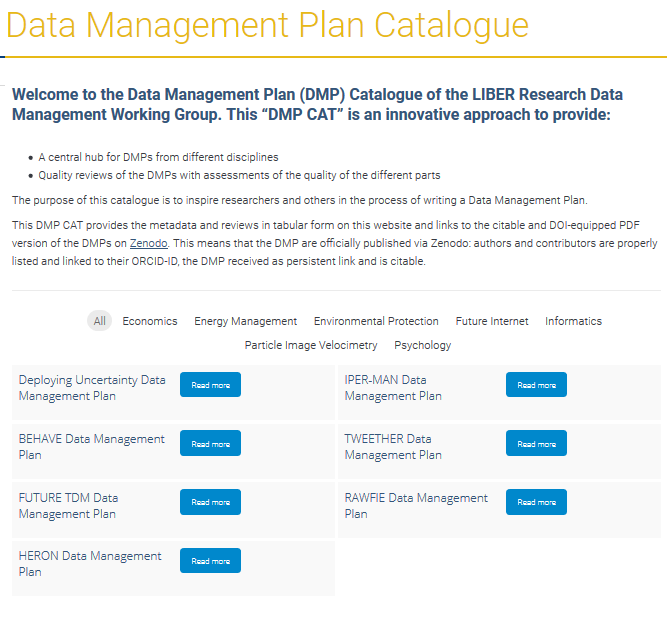 Data Management Plan Catalogue
Welcome to the Data Management Plan (DMP) Catalogue of the LIBER Research Data
Management Working Group. This “DMP CAT” is an innovative approach to provide:
• A central hub for DMPs from different disciplines
• Quality reviews of the DMPs with assessments of the quality of the different parts
The purpose of this catalogue is to inspire researchers and others in the process of writing a Data Management Plan.
This DMP CAT provides the metadata and reviews in tabular form on this website and links to the citable and DOI-equipped PDF
version of the DMPs on Zenodo. This means that the DMP are officially published via Zenodo: authors and contributors are properly
listed and linked to their ORCID-ID, the DMP received as persistent link and is citable.
All Economics Energy Management Environmental Protection Future Internet Informatics
Particle Image Velocimetry Psychology
Deploying Uncertainty Data
Management Plan
Read more
IPER-MAN Data
Management Plan
Read more
BEHAVE Data Management
Plan
Read more
TWEETHER Data
Management Plan
Read more
FUTURE TDM Data
Management Plan
Read more
RAWFIE Data Management
Plan
Read more
HERON Data Management
Plan
Read more